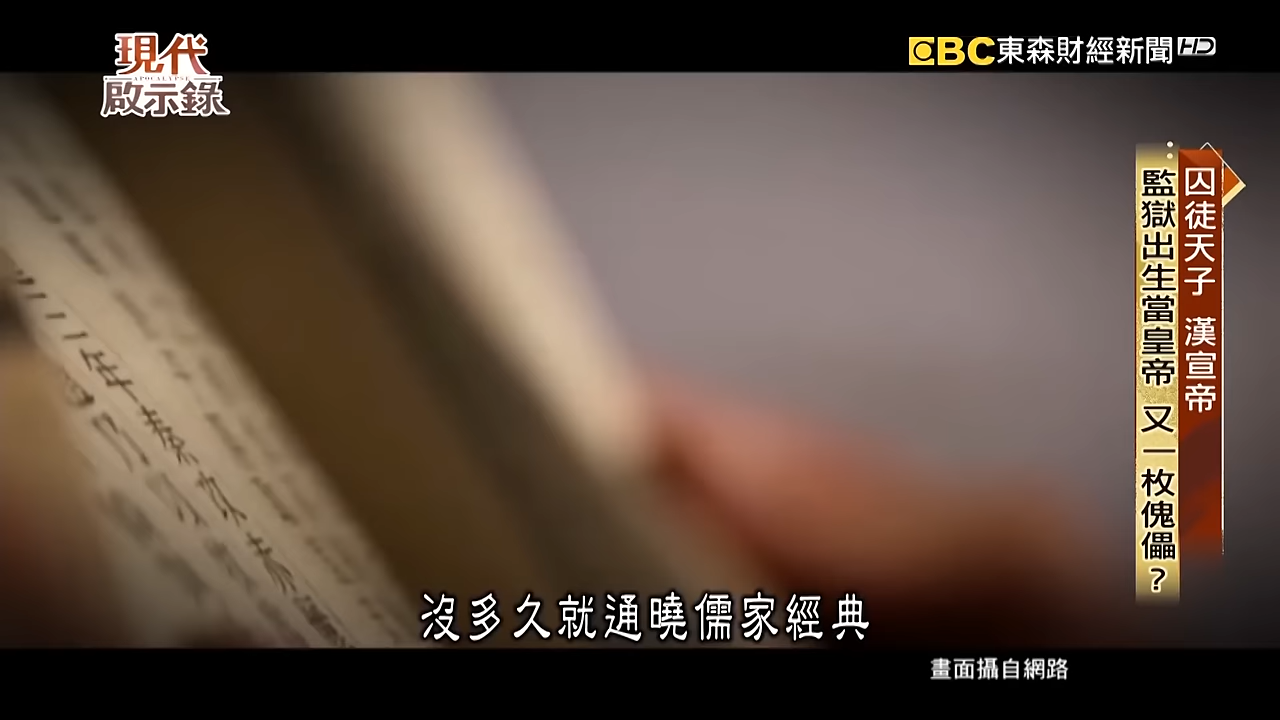 現代
APOCALYPSE
啟示錄
EBC東森財經新聞HD
囚徒天子 漢宣帝
：監獄出生當皇帝 又一枚傀儡？
沒多久就通曉儒家經典
畫面攝自網路